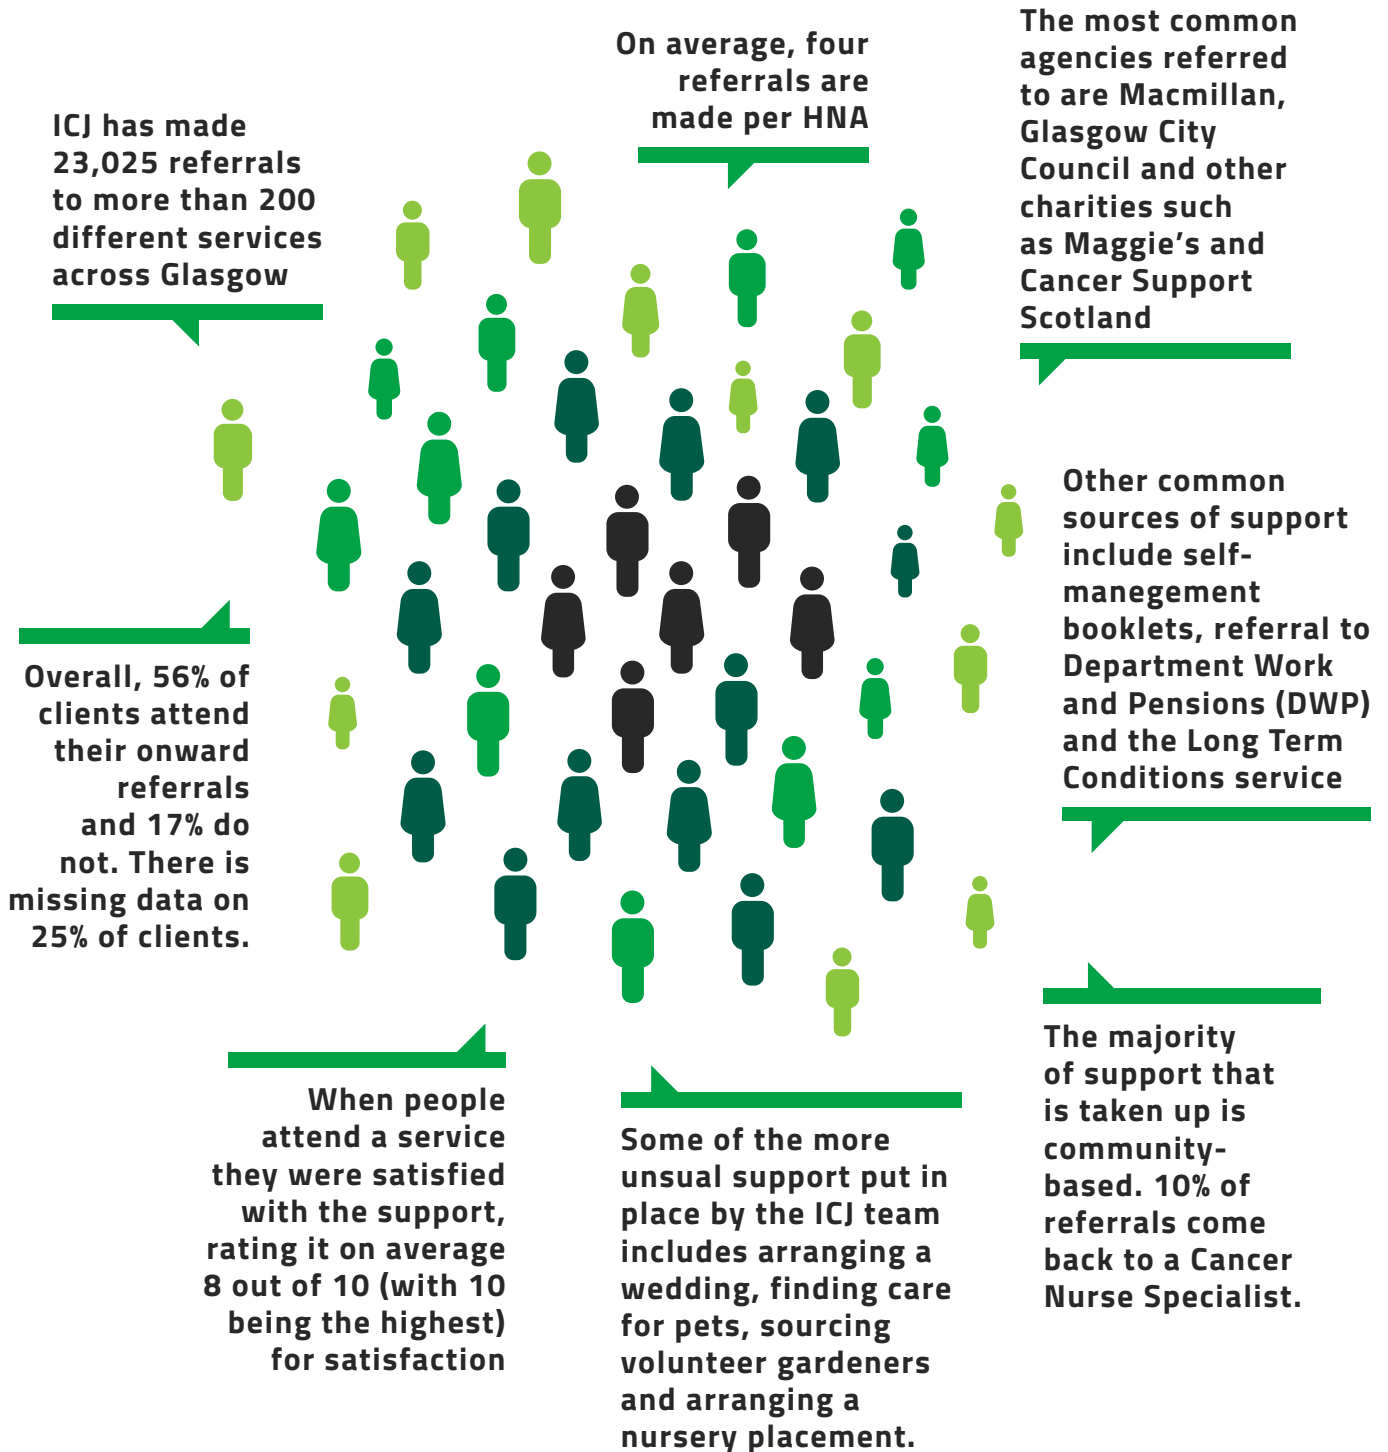 ICJ has made
23,025 referrals
to more than 200
different services
across Glasgow
On average, four
referrals are
made per HNA
The most common
agencies referred
to are Macmillan,
Glasgow City
Council and other
charities such
as Maggie’s and
Cancer Support
Scotland
Other common
sources of support
include self-
manegement
booklets, referral to
Department Work
and Pensions (DWP)
and the Long Term
Conditions service
Overall, 56% of
clients attend
their onward
referrals
and 17% do
not. There is
missing data on
25% of clients.
When people
attend a service
they were satisfied
with the support,
rating it on average
8 out of 10 (with 10
being the highest)
for satisfaction
Some of the more
unsual support put in
place by the ICJ team
includes arranging a
wedding, finding care
for pets, sourcing
volunteer gardeners
and arranging a
nursery placement.
The majority
of support that
is taken up is
community-
based. 10% of
referrals come
back to a Cancer
Nurse Specialist.